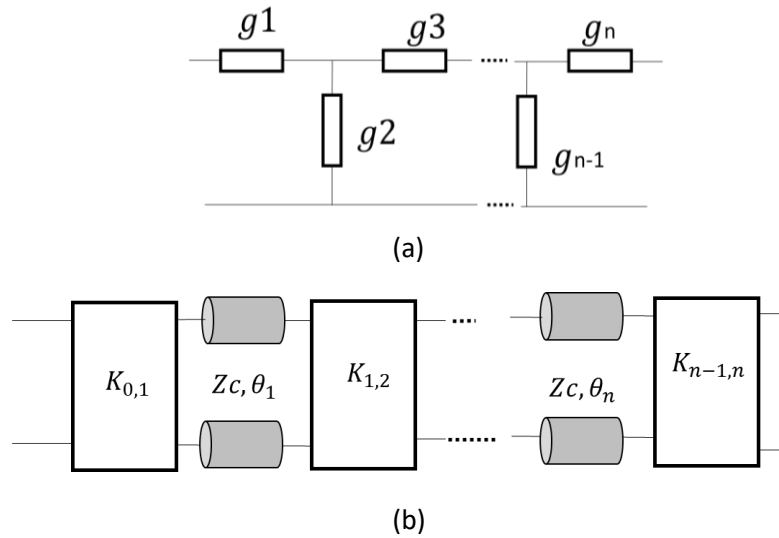 g1 g3 gn
g2 gn-1
(a)
K0,1 Zc, θ1 K1,2 Zc, θn Kn−1,n
(b)